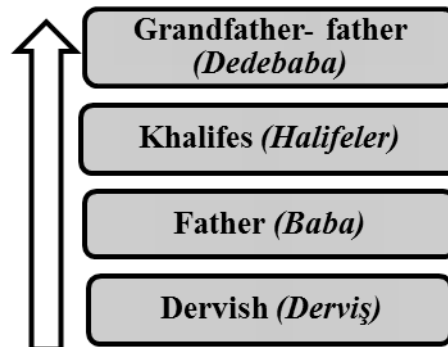 Grandfather- father
(Dedebaba)
Khalifes (Halifeler)
Father (Baba)
Dervish (Derviş)